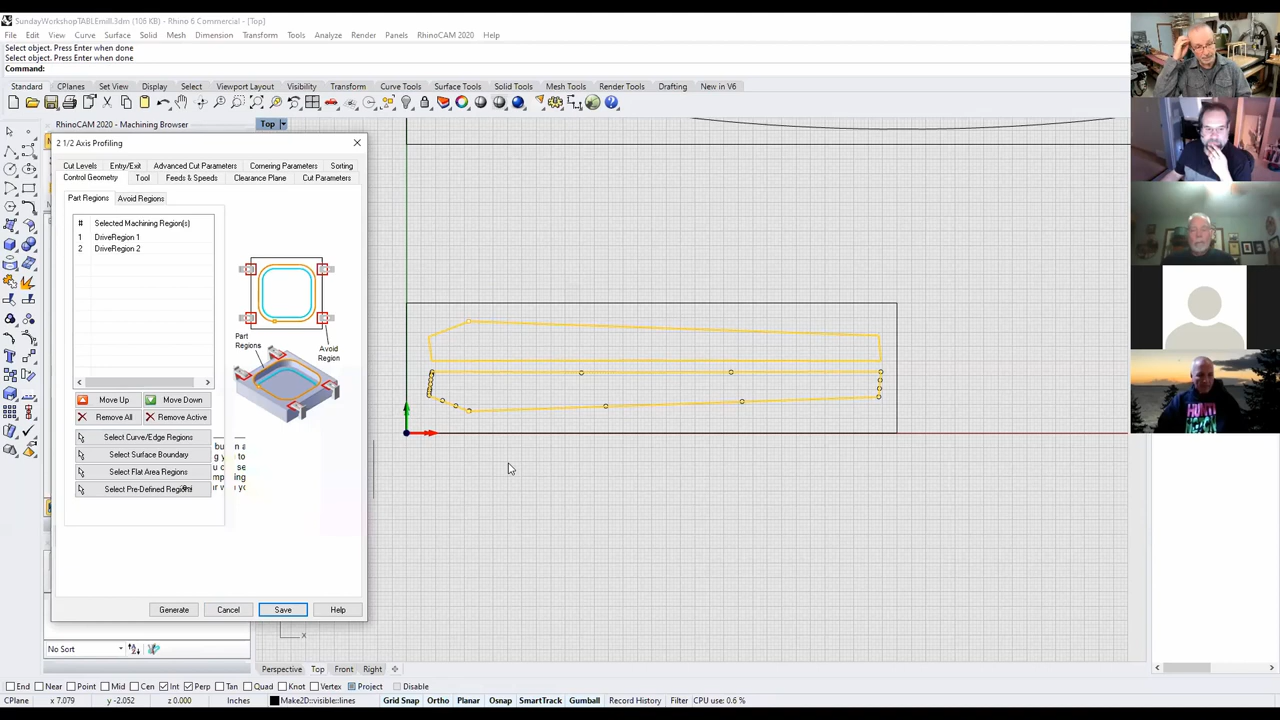 SundayWorkshopTABLEmill.3dm (106 KB) - Rhino 6 Commercial - [Top]
File Edit View Curve Surface Solid Mesh Dimension Transform Tools Analyze Render Panels RhinoCAM 2020 Help
Select object. Press Enter when done
Select object. Press Enter when done
Command:
Standard CPlanes Set View Display Select Viewport Layout Visibility Transform Curve Tools Surface Tools Solid Tools Mesh Tools Render Tools Drafting New in V6
RhinoCAM 2020 - Machining Browser
Top
2 1/2 Axis Profiling
Cut Levels Entry/Exit Advanced Cut Parameters Cornering Parameters Sorting
Control Geometry Tool Feeds & Speeds Clearance Plane Cut Parameters
Part Regions Avoid Regions
# Selected Machining Region(s)
1 DriveRegion 1
2 DriveRegion 2
Part
Regions
Avoid
Region
Move Up Move Down
Remove All Remove Active
Select Curve/Edge Regions
Select Surface Boundary
Select Flat Area Regions
Select Pre-Defined Regions
Generate Cancel Save Help
x
No Sort
Perspective Top Front Right
End Near Point Mid Cen Int Perp Tan Quad Knot Vertex Project Disable
CPlane x 7.079 y -2.052 z 0.000 Inches Make2D::visible::lines Grid Snap Ortho Planar Osnap SmartTrack Gumball Record History Filter CPU use: 0.6 %